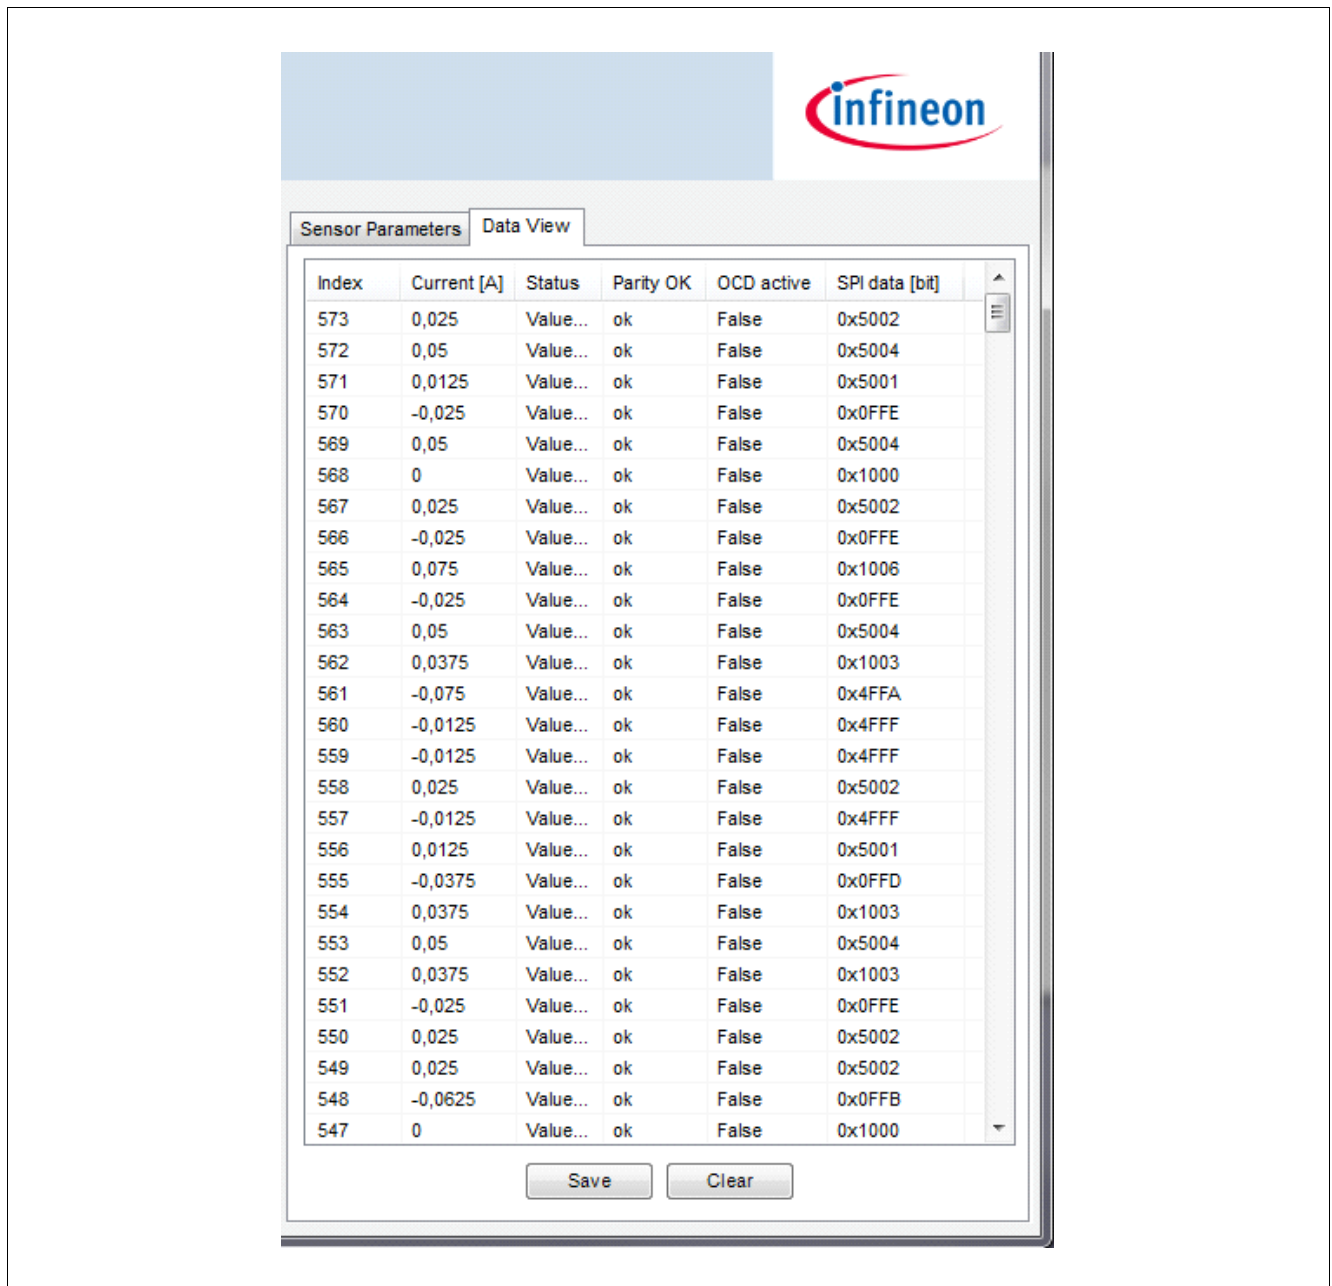 infineon
Sensor Parameters Data View
Index Current [A] Status Parity OK OCD active SPI data [bit]
573 0,025 Value... ok False 0x5002
572 0,05 Value... ok False 0x5004
571 0,0125 Value... ok False 0x5001
570 -0,025 Value... ok False 0x0FFE
569 0,05 Value... ok False 0x5004
568 0 Value... ok False 0x1000
567 0,025 Value... ok False 0x5002
566 -0,025 Value... ok False 0x0FFE
565 0,075 Value... ok False 0x1006
564 -0,025 Value... ok False 0x0FFE
563 0,05 Value... ok False 0x5004
562 0,0375 Value... ok False 0x1003
561 -0,075 Value... ok False 0x4FFA
560 -0,0125 Value... ok False 0x4FFF
559 -0,0125 Value... ok False 0x4FFF
558 0,025 Value... ok False 0x5002
557 -0,0125 Value... ok False 0x4FFF
556 0,0125 Value... ok False 0x5001
555 -0,0375 Value... ok False 0x0FFD
554 0,0375 Value... ok False 0x1003
553 0,05 Value... ok False 0x5004
552 0,0375 Value... ok False 0x1003
551 -0,025 Value... ok False 0x0FFE
550 0,025 Value... ok False 0x5002
549 0,025 Value... ok False 0x5002
548 -0,0625 Value... ok False 0x0FFB
547 0 Value... ok False 0x1000
Save Clear